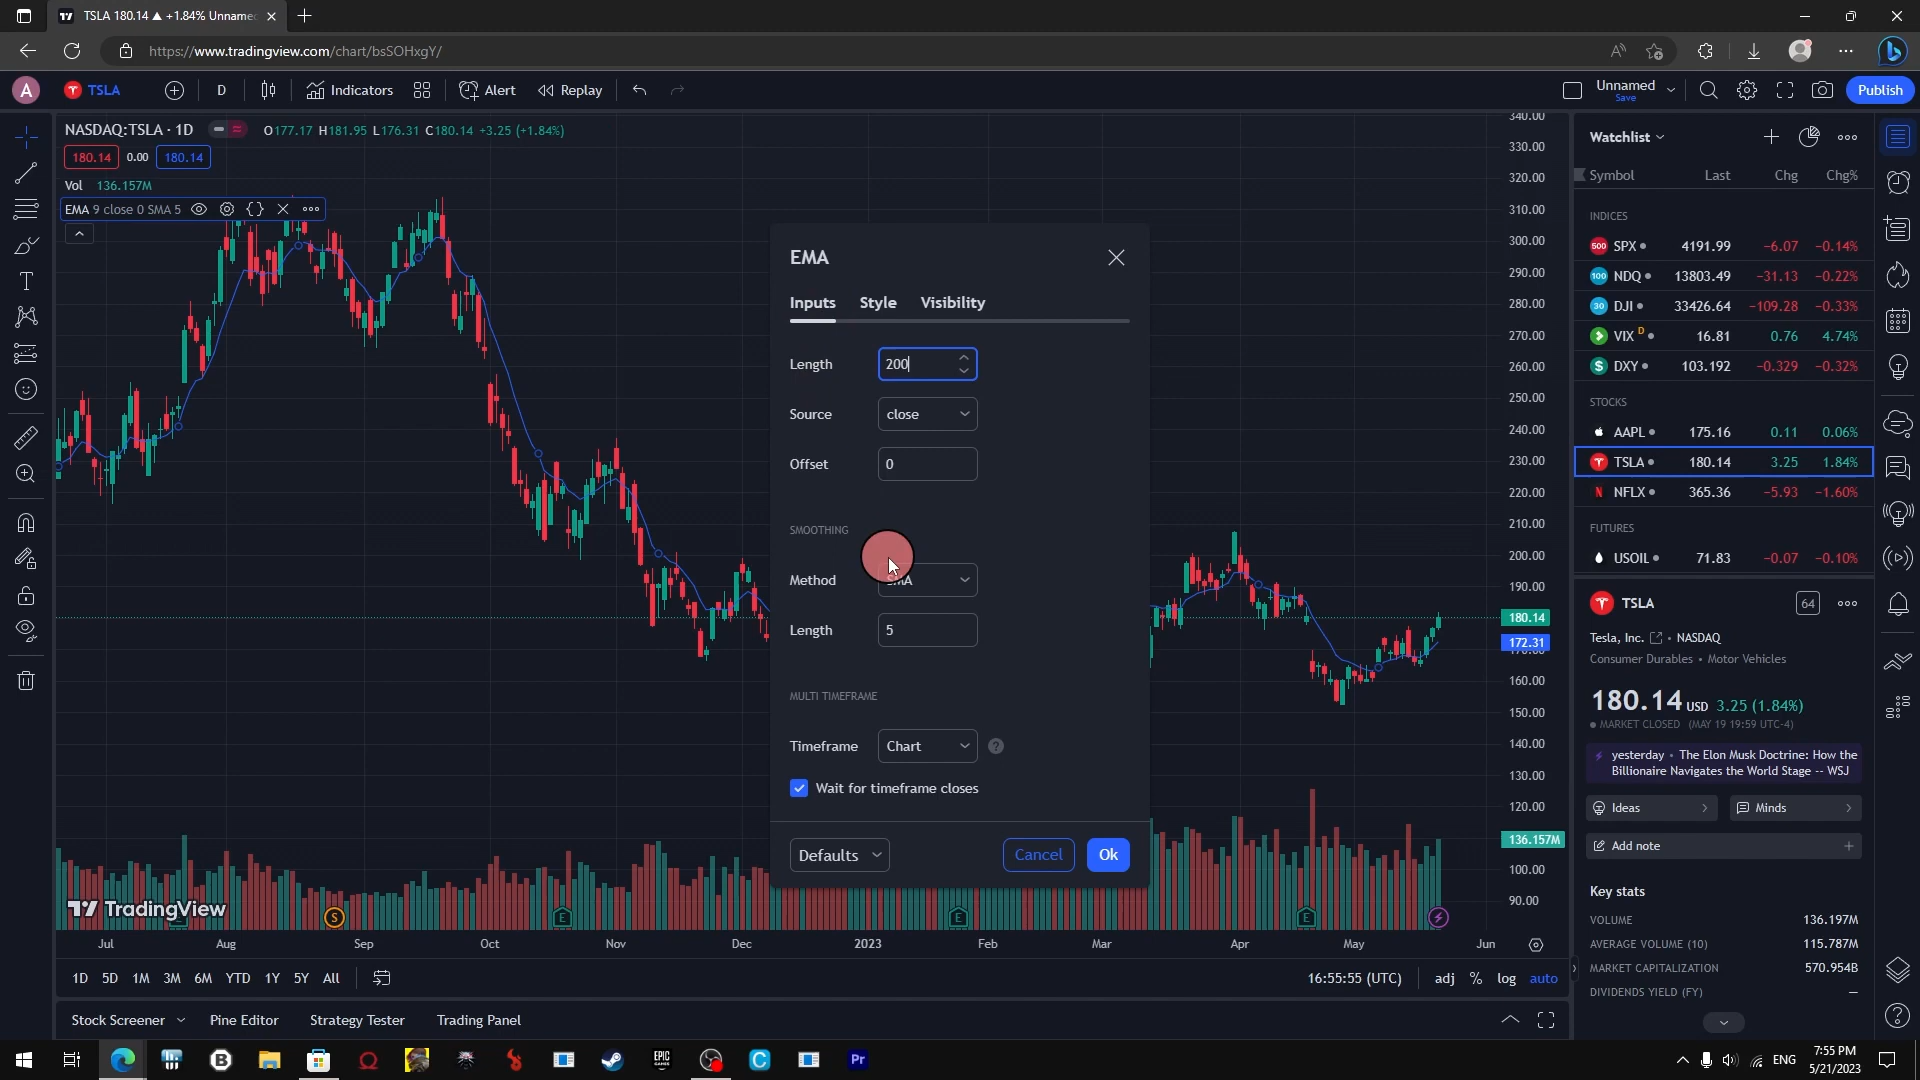 TSLA 180.14 ▲ +1.84% Unname
https://www.tradingview.com/chart/bsSOHxgY/
A
TSLA
D
Indicators
Alert
Replay
Unnamed
Save
Publish
NASDAQ:TSLA · 1D
O177.17 H181.95 L176.31 C180.14 +3.25 (+1.84%)
180.14 0.00 180.14
Vol 136.157M
EMA 9 close 0 SMA 5
EMA
Inputs Style Visibility
Length 200
Source close
Offset 0
SMOOTHING
Method SMA
Length 5
MULTI TIMEFRAME
Timeframe Chart ?
Wait for timeframe closes
Defaults Cancel Ok
340.00
330.00
320.00
310.00
300.00
290.00
280.00
270.00
260.00
250.00
240.00
230.00
220.00
210.00
200.00
190.00
180.14
172.31
160.00
150.00
140.00
130.00
120.00
136.157M
100.00
90.00
TradingView
S E E E
Jul Aug Sep Oct Nov Dec 2023 Feb Mar Apr May Jun
1D 5D 1M 3M 6M YTD 1Y 5Y All
16:55:55 (UTC) adj % log auto
Stock Screener Pine Editor Strategy Tester Trading Panel
Watchlist
Symbol Last Chg Chg%
INDICES
500 SPX 4191.99 −6.07 −0.14%
100 NDQ 13803.49 −31.13 −0.22%
30 DJI 33426.64 −109.28 −0.33%
VIX D 16.81 0.76 4.74%
$ DXY 103.192 −0.329 −0.32%
STOCKS
AAPL 175.16 0.11 0.06%
TSLA 180.14 3.25 1.84%
N NFLX 365.36 −5.93 −1.60%
FUTURES
USOIL 71.83 −0.07 −0.10%
TSLA 64
Tesla, Inc. • NASDAQ
Consumer Durables • Motor Vehicles
180.14 USD 3.25 (1.84%)
MARKET CLOSED (MAY 19 19:59 UTC-4)
yesterday • The Elon Musk Doctrine: How the
Billionaire Navigates the World Stage -- WSJ
Ideas Minds
Add note
Key stats
VOLUME 136.197M
AVERAGE VOLUME (10) 115.787M
MARKET CAPITALIZATION 570.954B
DIVIDENDS YIELD (FY) —
B
EPIC GAMES
C
Pr
ENG
7:55 PM
5/21/2023